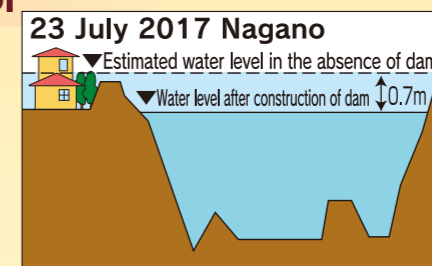 23 July 2017 Nagano
▼Estimated water level in the absence of dam
▼Water level after construction of dam
0.7m